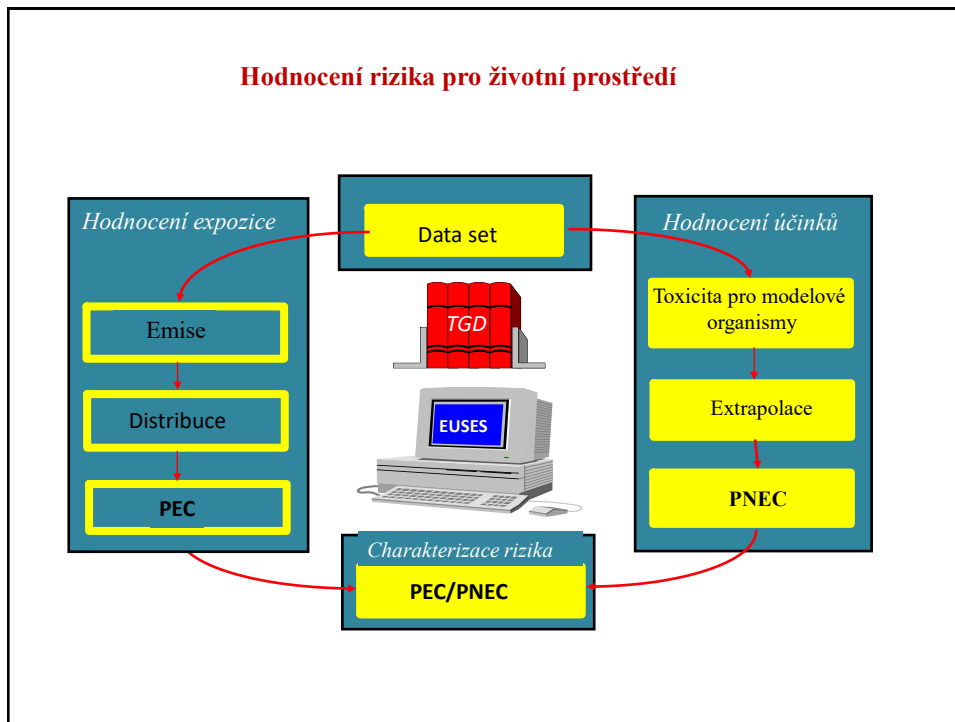 Hodnocení rizika pro životní prostředí
Hodnocení expozice
Data set
Hodnocení účinků
Emise
TGD
Toxicita pro modelové
organismy
Distribuce
EUSES
Extrapolace
PEC
PNEC
Charakterizace rizika
PEC/PNEC